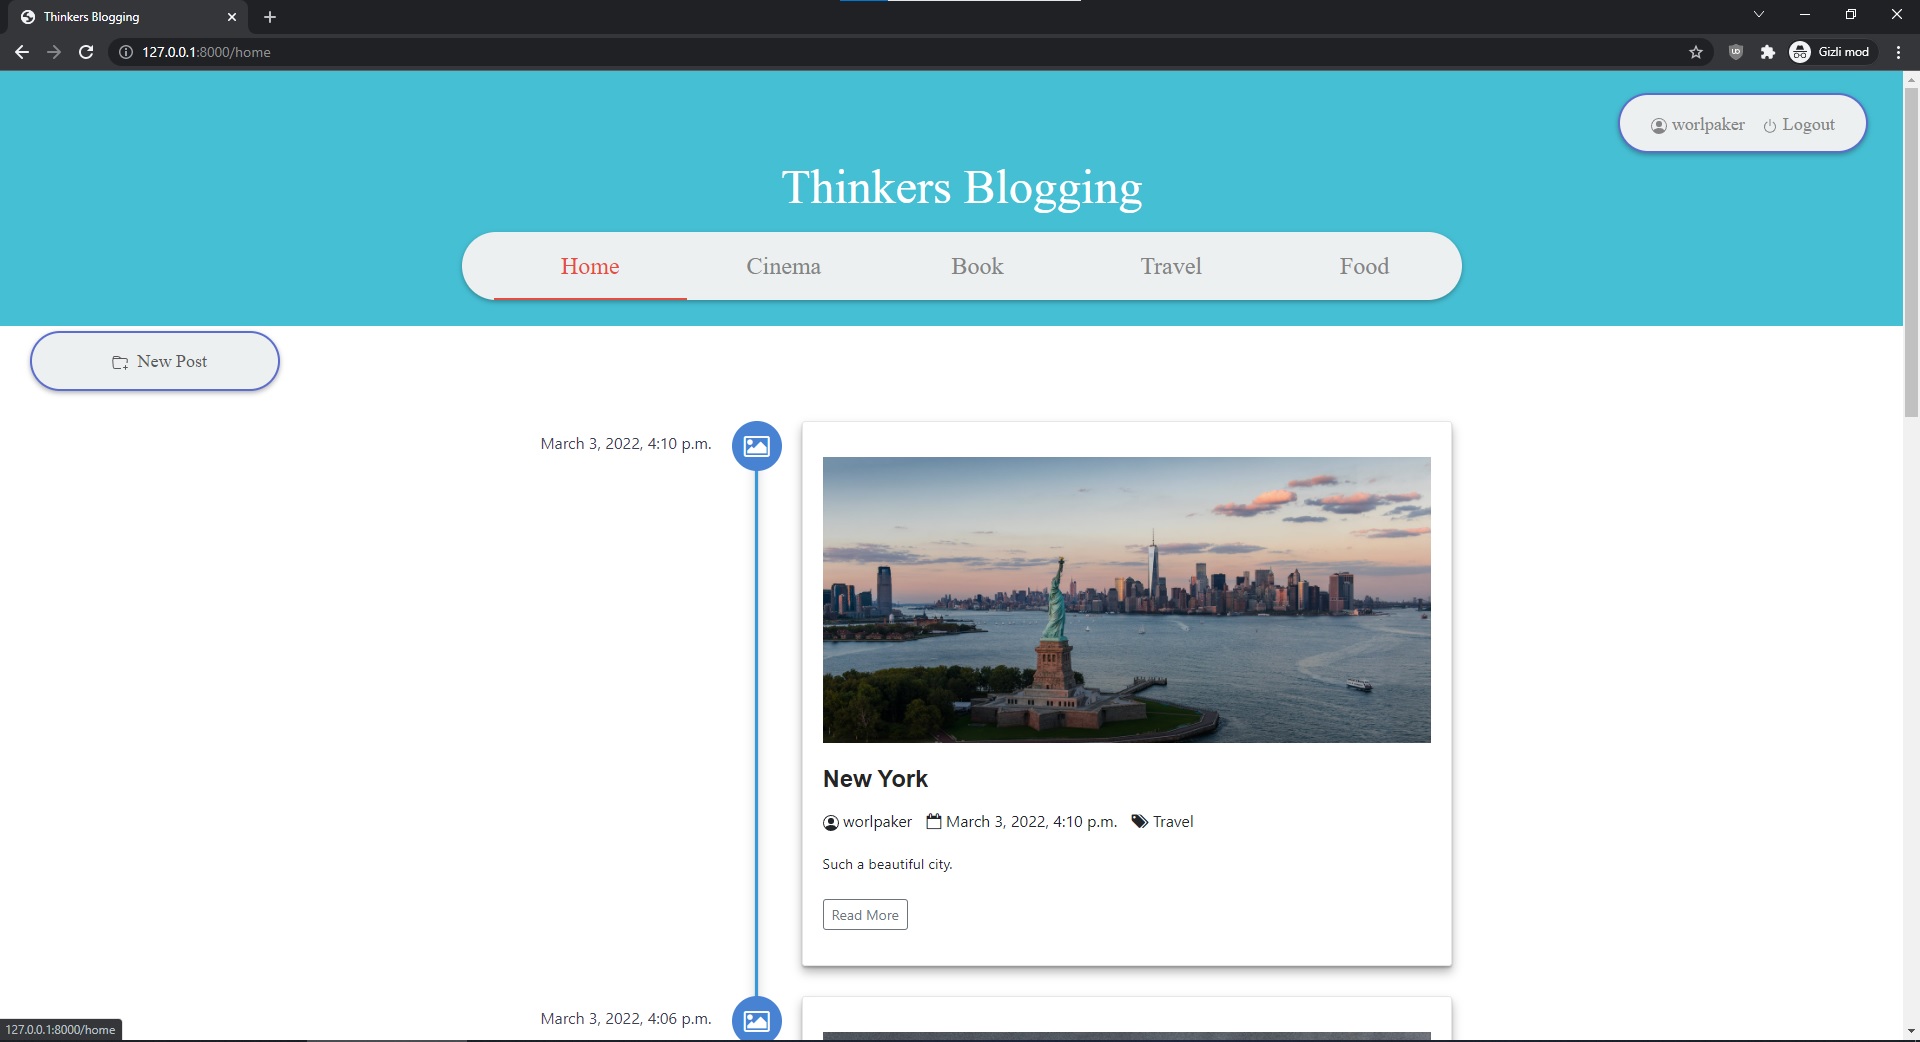 Thinkers Blogging
127.0.0.1:8000/home
Gizli mod
worlpaker Logout
Thinkers Blogging
Home Cinema Book Travel Food
New Post
March 3, 2022, 4:10 p.m.
New York
worlpaker March 3, 2022, 4:10 p.m. Travel
Such a beautiful city.
Read More
March 3, 2022, 4:06 p.m.
127.0.0.1:8000/home